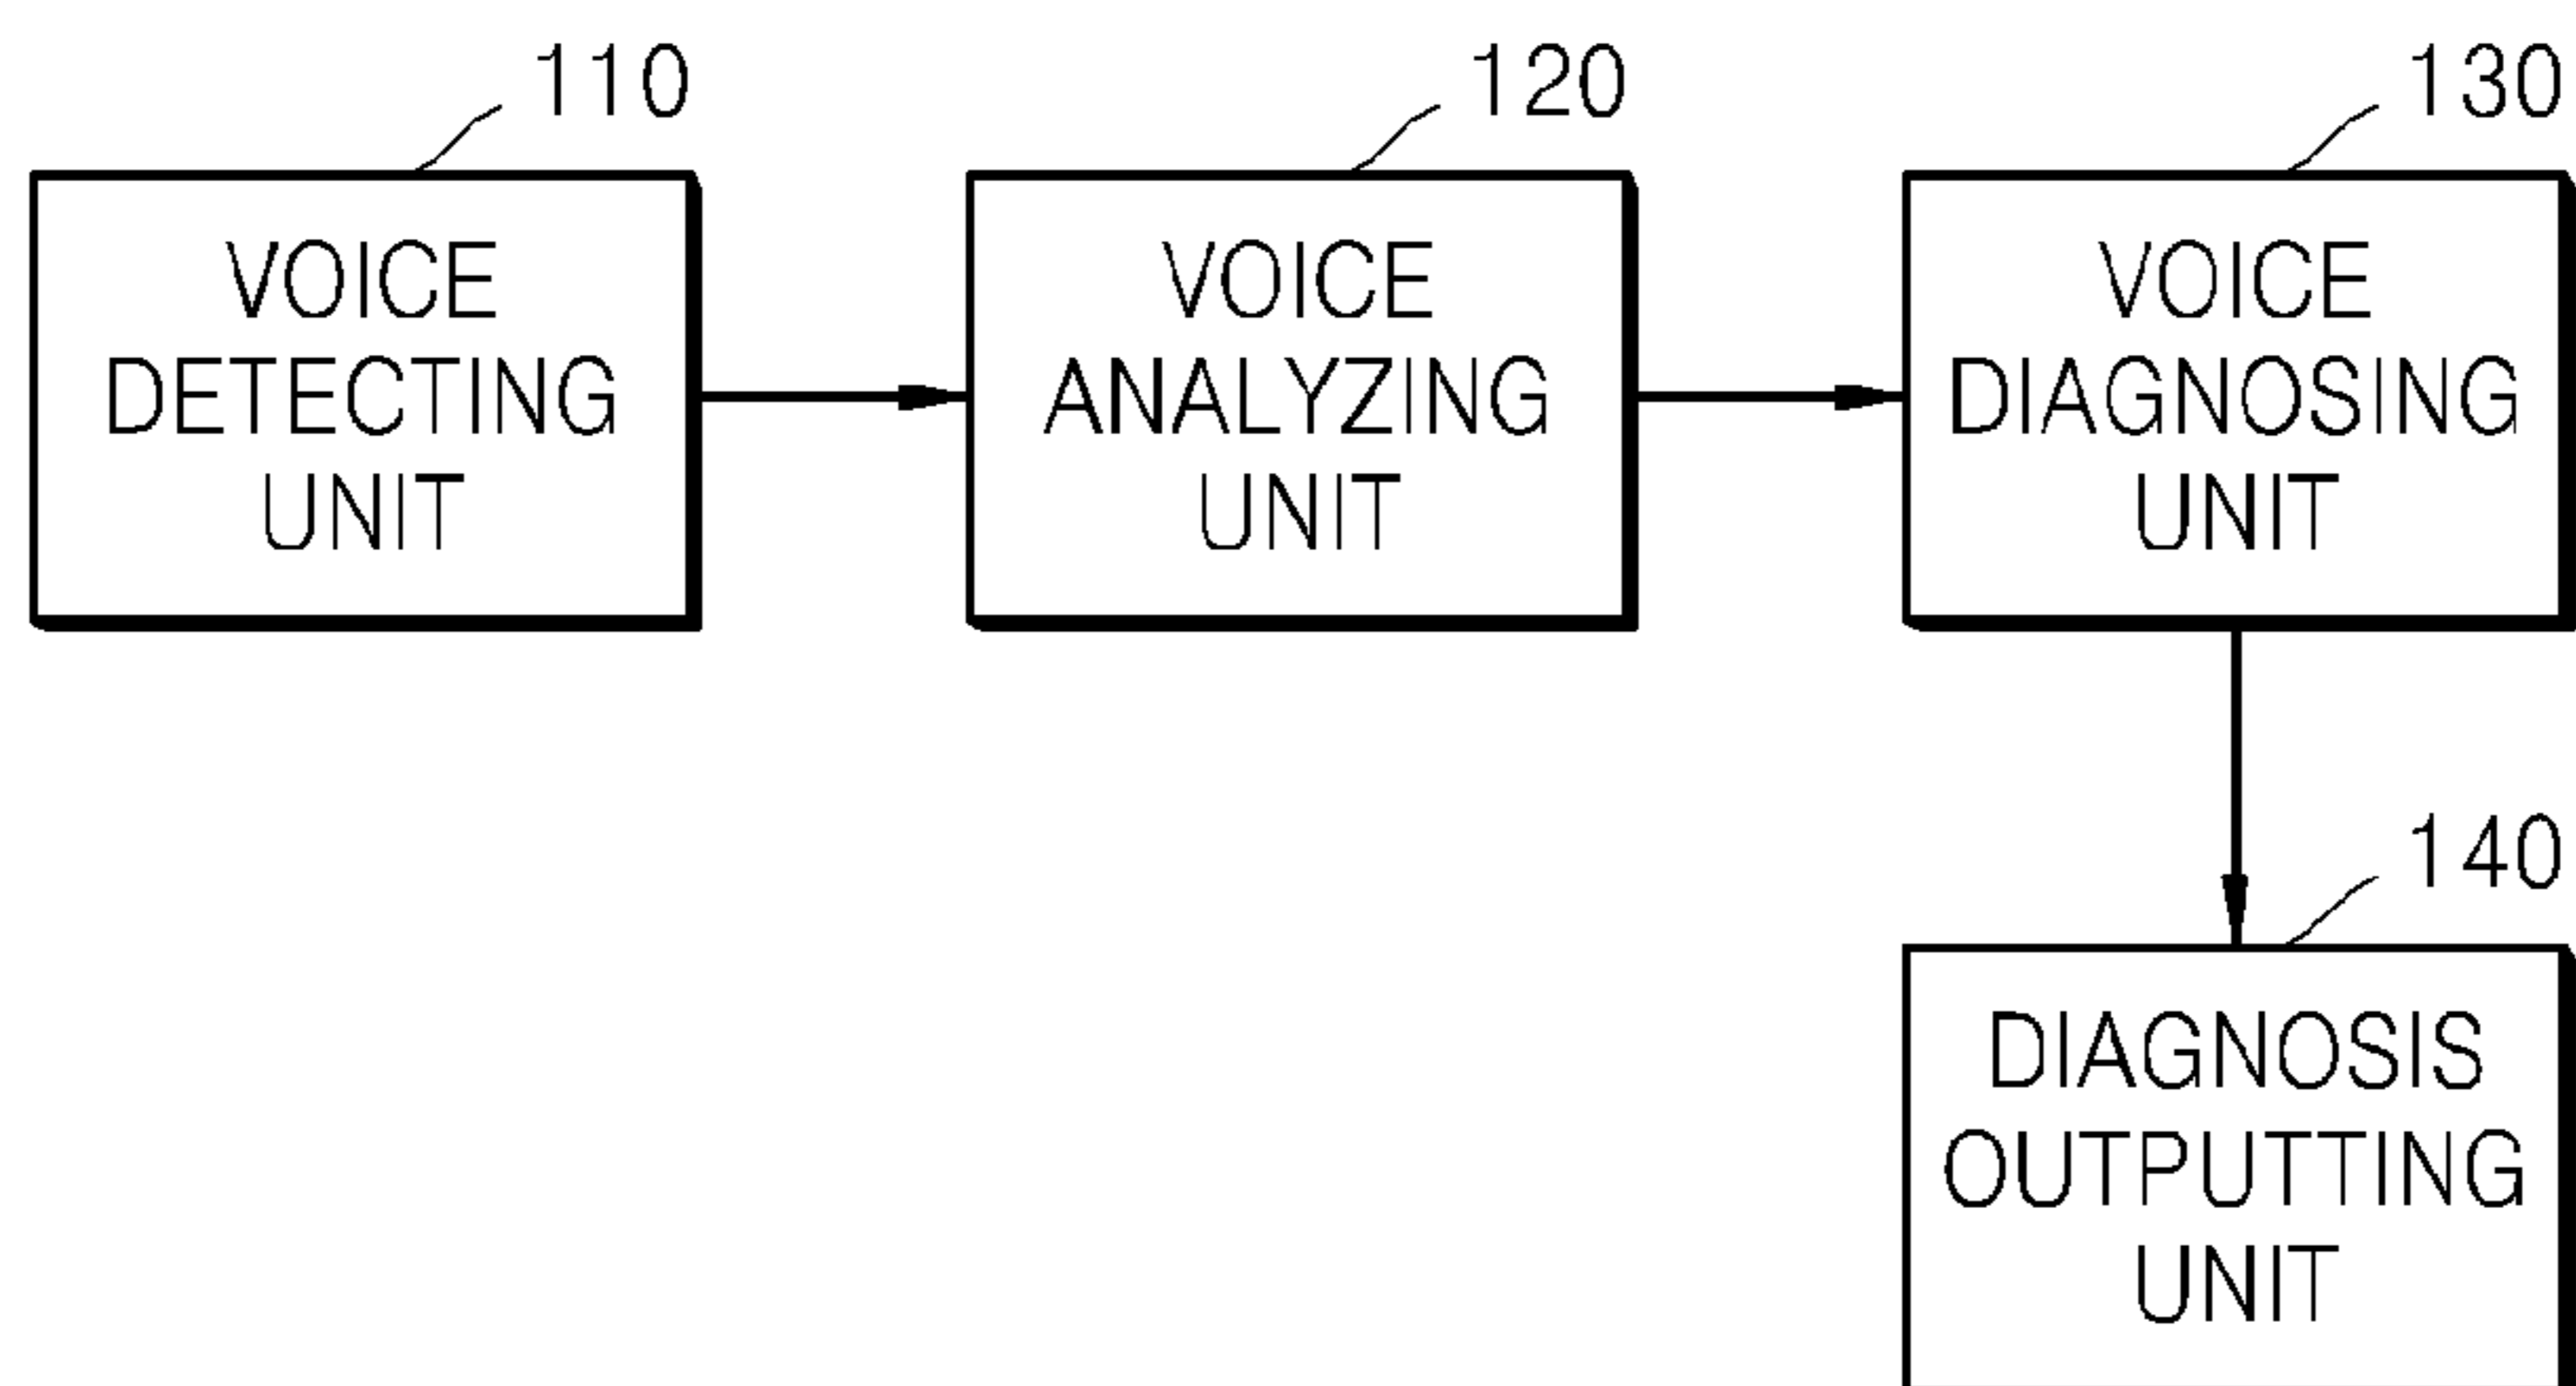 110
VOICE
DETECTING
UNIT
120
VOICE
ANALYZING
UNIT
130
VOICE
DIAGNOSING
UNIT
140
DIAGNOSIS
OUTPUTTING
UNIT